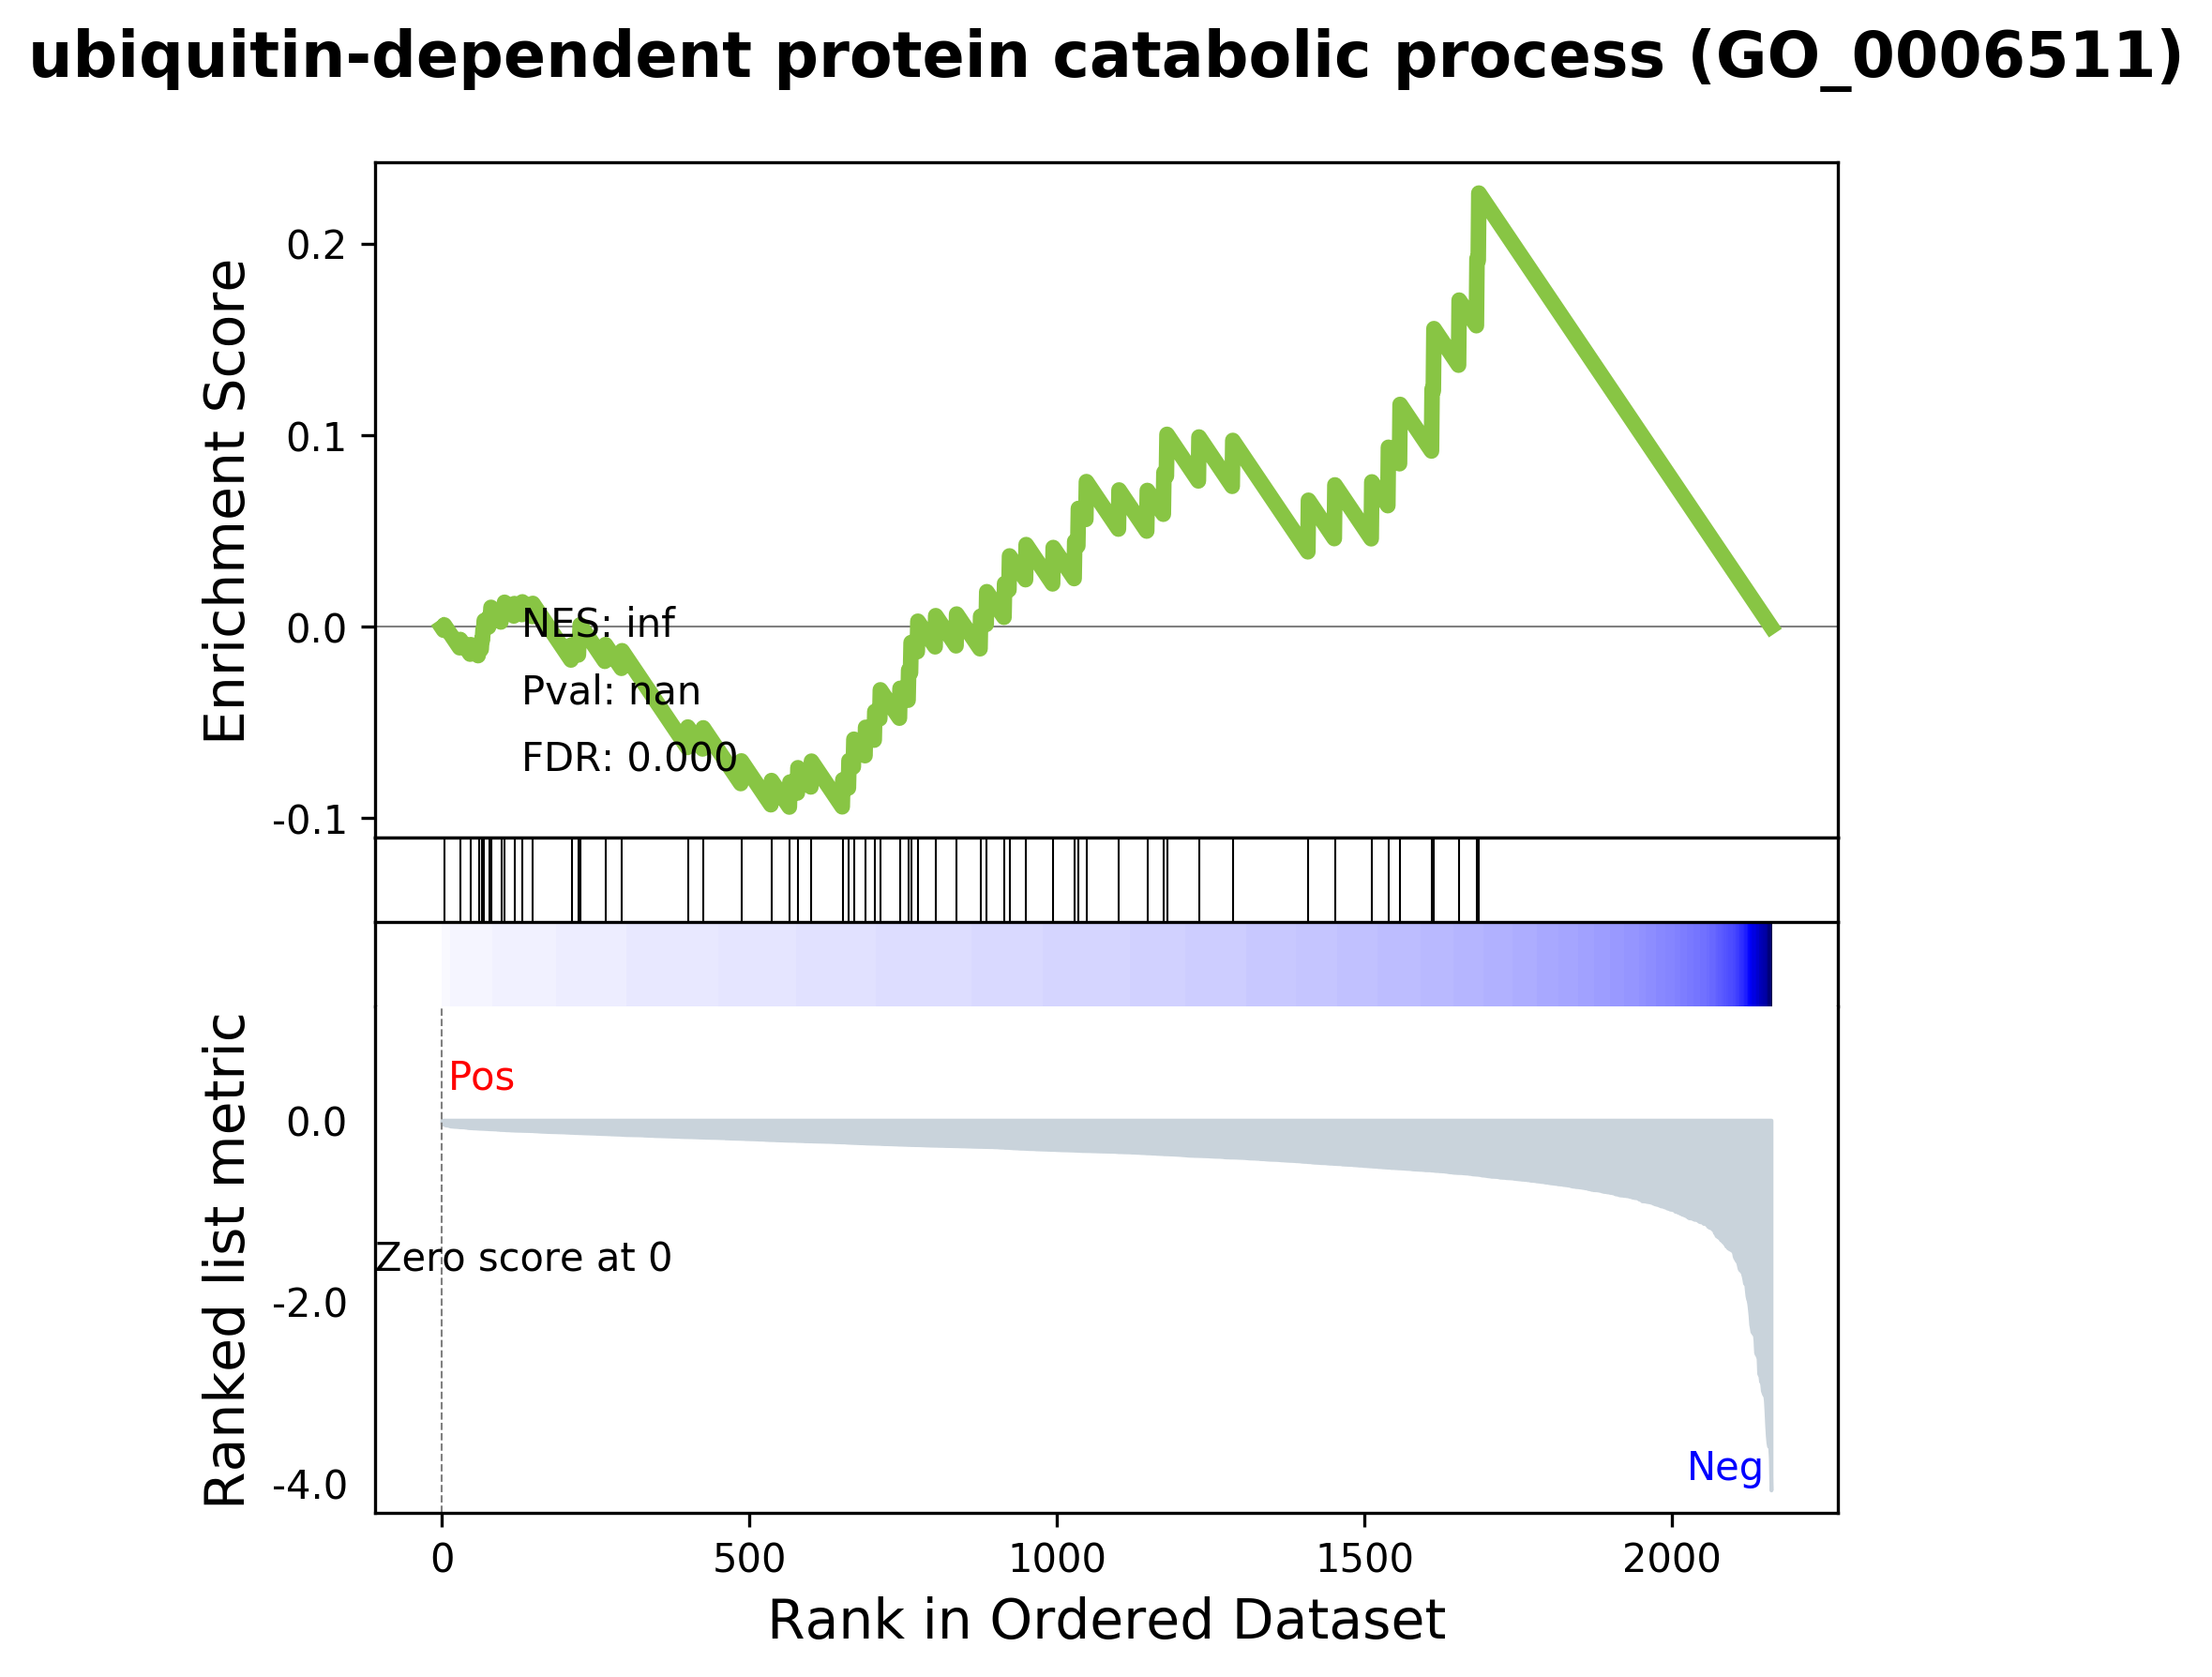 ubiquitin-dependent protein catabolic process (GO_0006511)
Enrichment Score
0.2
0.1
0.0
-0.1
NES: inf
Pval: nan
FDR: 0.000
Ranked list metric
Pos
0.0
Zero score at 0
-2.0
Neg
-4.0
0 500 1000 1500 2000
Rank in Ordered Dataset